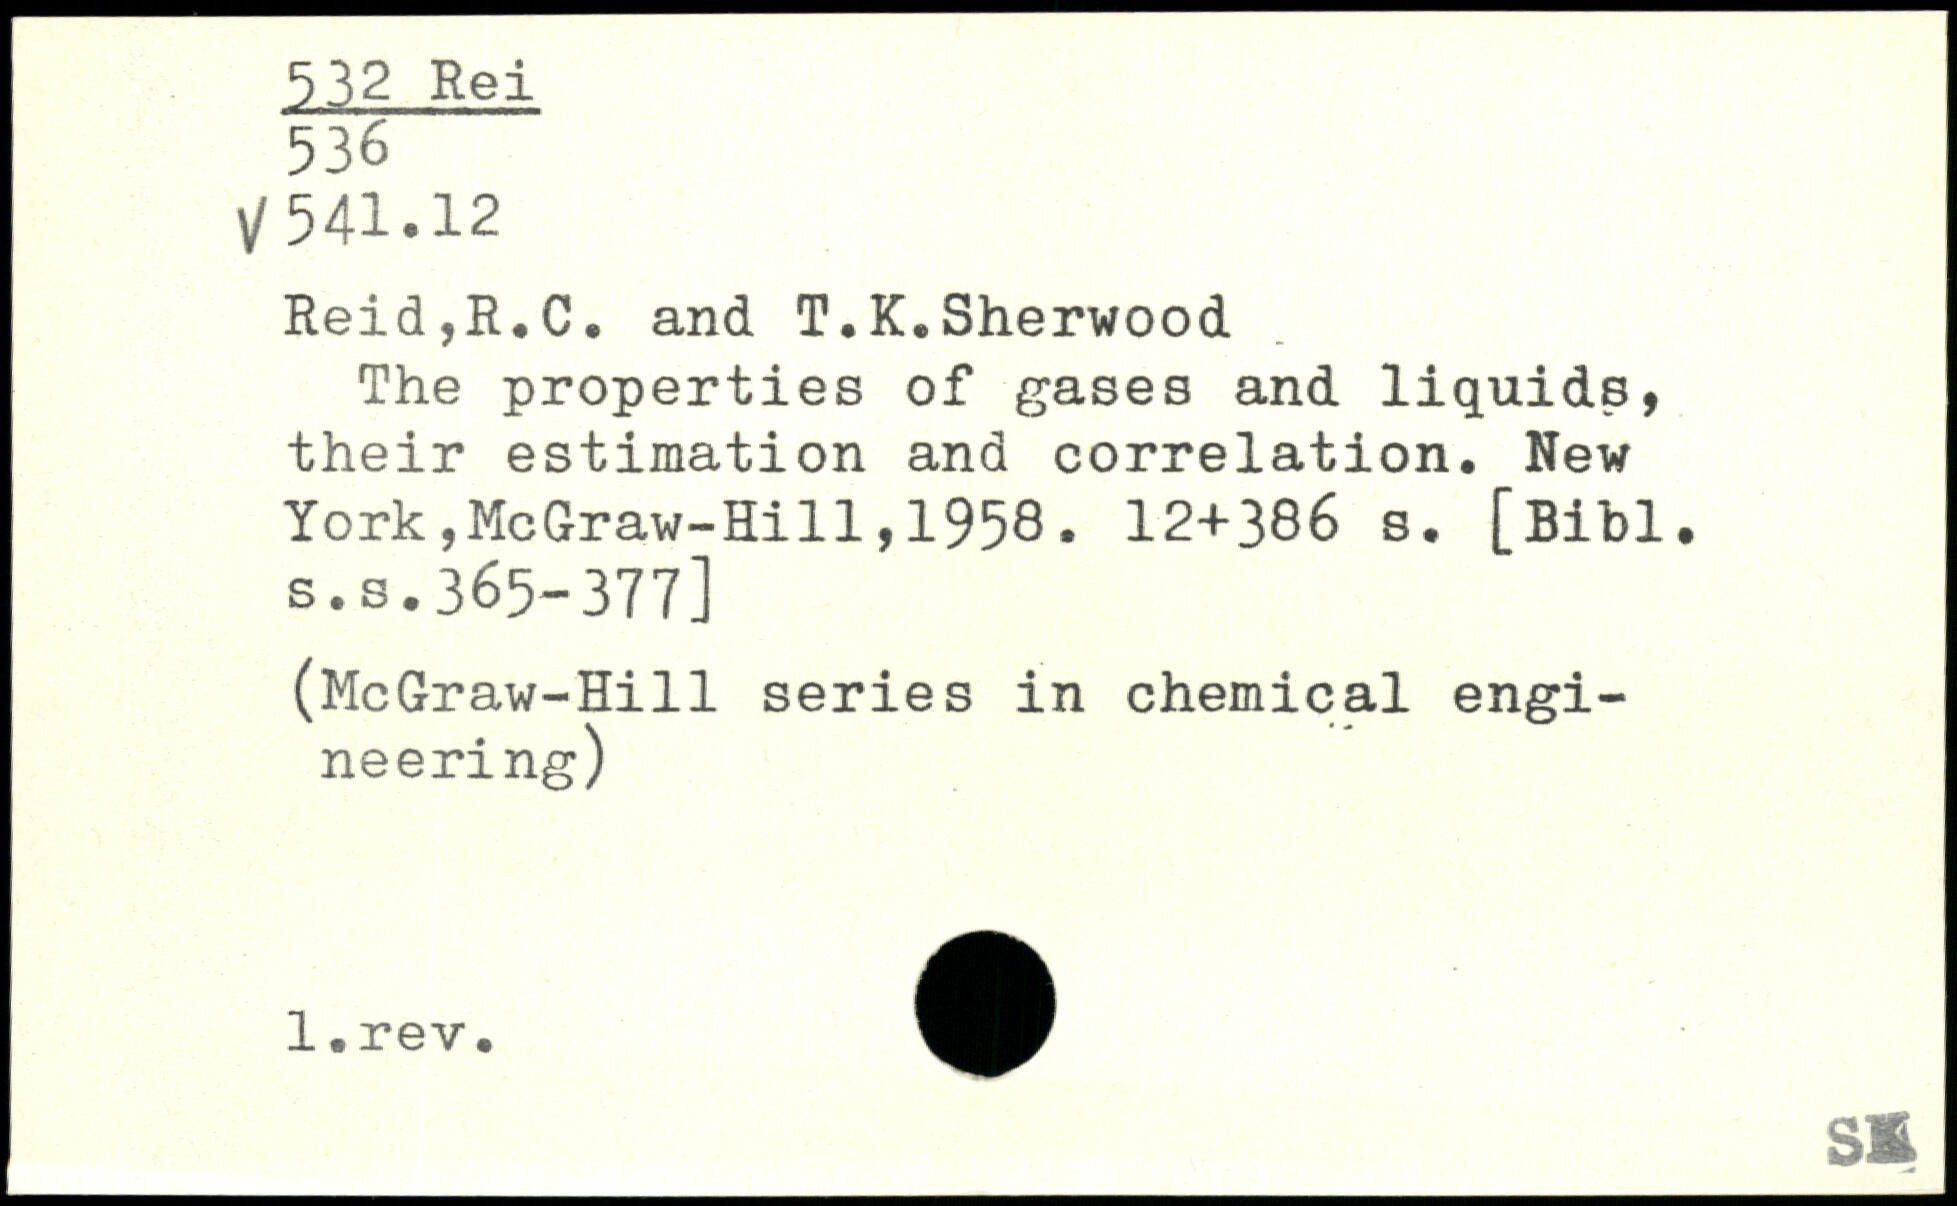 532 Rei
536
V 541.12
Reid,R.C. and T.K.Sherwood
The properties of gases and liquids,
their estimation and correlation. New
York,McGraw-Hill,1958. 12+386 s. [Bibl.
s.s.365-377]
(McGraw-Hill series in chemical engi-
neering)
1.rev.
SK